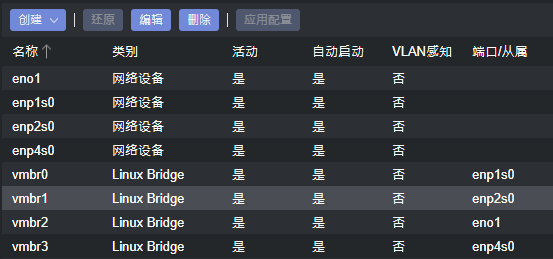 创建 还原 编辑 删除 应用配置
名称 类别 活动 自动启动 VLAN感知 端口/从属
eno1 网络设备 是 是 否
enp1s0 网络设备 是 是 否
enp2s0 网络设备 是 是 否
enp4s0 网络设备 是 是 否
vmbr0 Linux Bridge 是 是 否 enp1s0
vmbr1 Linux Bridge 是 是 否 enp2s0
vmbr2 Linux Bridge 是 是 否 eno1
vmbr3 Linux Bridge 是 是 否 enp4s0